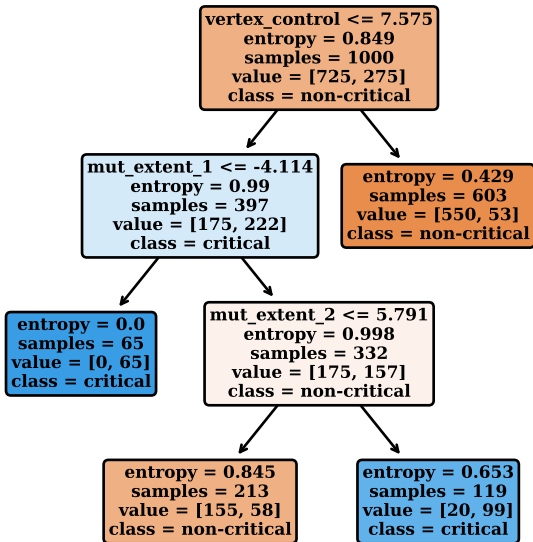 vertex_control <= 7.575
entropy = 0.849
samples = 1000
value = [725, 275]
class = non-critical
mut_extent_1 <= -4.114
entropy = 0.99
samples = 397
value = [175, 222]
class = critical
entropy = 0.429
samples = 603
value = [550, 53]
class = non-critical
entropy = 0.0
samples = 65
value = [0, 65]
class = critical
mut_extent_2 <= 5.791
entropy = 0.998
samples = 332
value = [175, 157]
class = non-critical
entropy = 0.845
samples = 213
value = [155, 58]
class = non-critical
entropy = 0.653
samples = 119
value = [20, 99]
class = critical